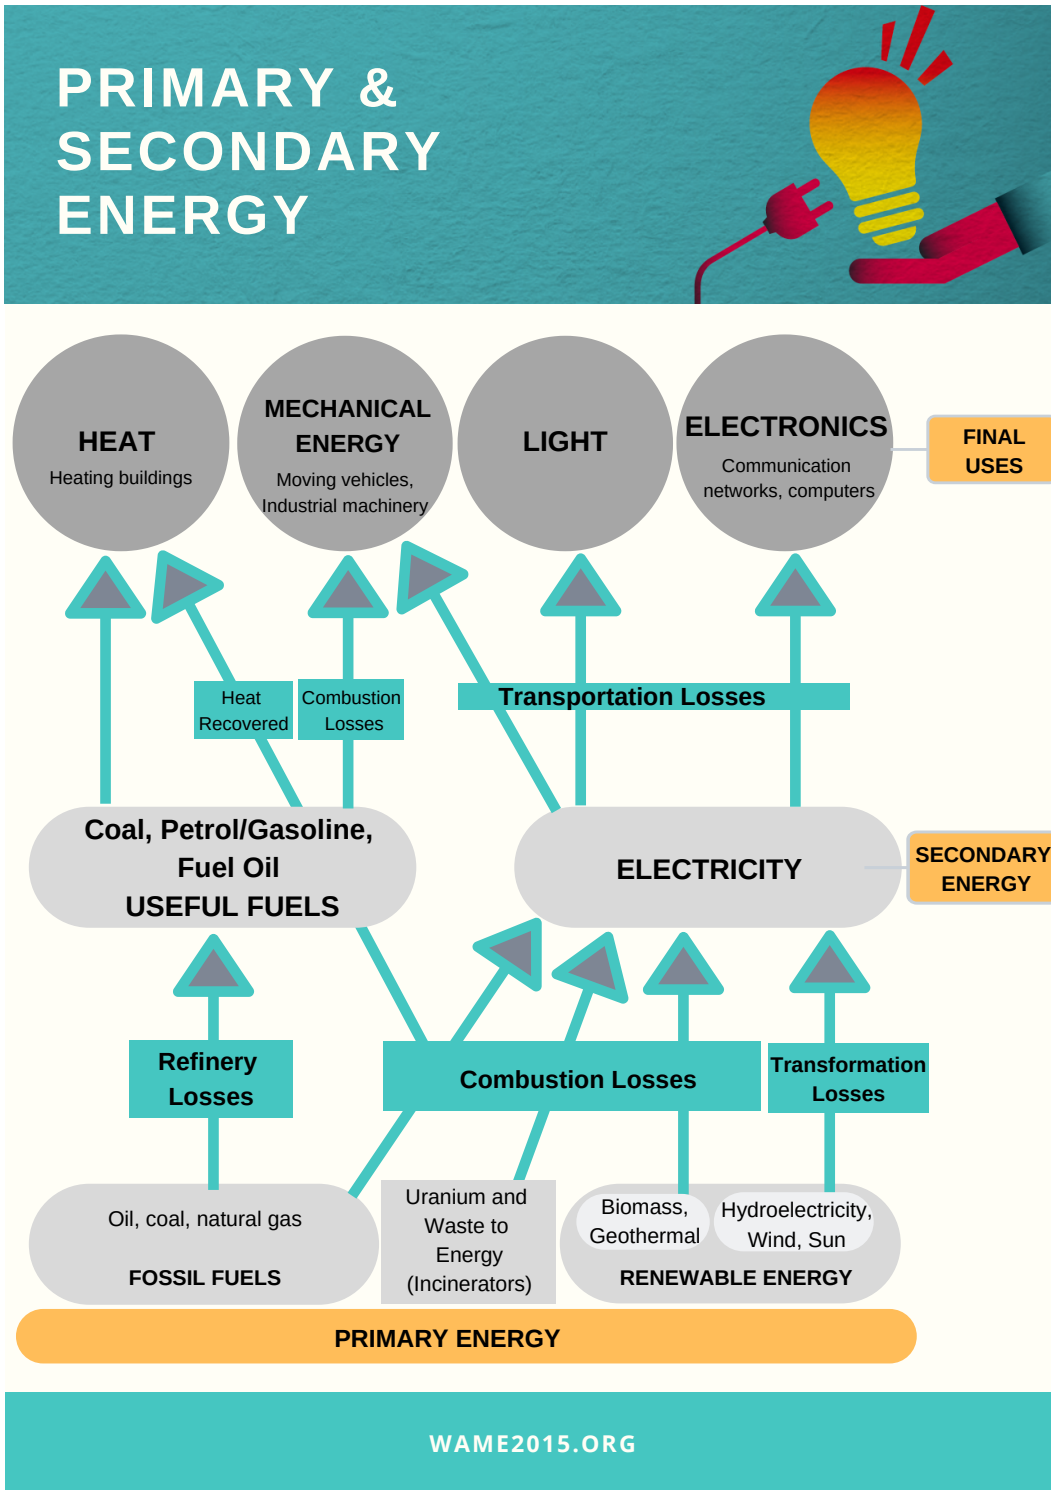 PRIMARY &
SECONDARY
ENERGY
HEAT
Heating buildings
MECHANICAL
ENERGY
Moving vehicles,
Industrial machinery
LIGHT
ELECTRONICS
Communication
networks, computers
FINAL
USES
Heat
Recovered
Combustion
Losses
Transportation Losses
Coal, Petrol/Gasoline,
Fuel Oil
USEFUL FUELS
ELECTRICITY
SECONDARY
ENERGY
Refinery
Losses
Combustion Losses
Transformation
Losses
Oil, coal, natural gas
FOSSIL FUELS
Uranium and
Waste to
Energy
(Incinerators)
Biomass,
Geothermal
Hydroelectricity,
Wind, Sun
RENEWABLE ENERGY
PRIMARY ENERGY
WAME2015.ORG